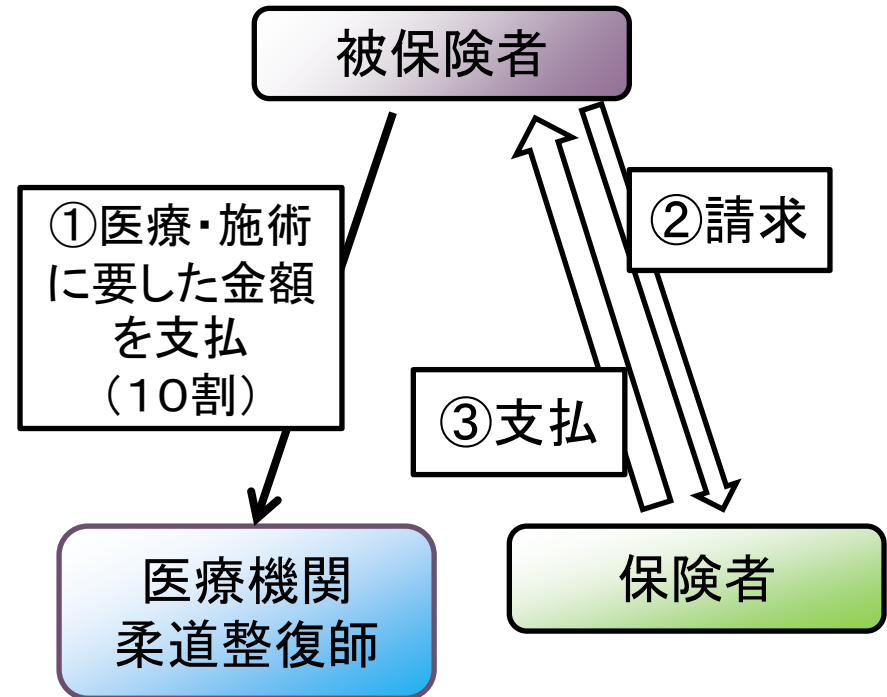 被保険者
①医療・施術
に要した金額
を支払
（１０割）
②請求
③支払
医療機関
柔道整復師
保険者